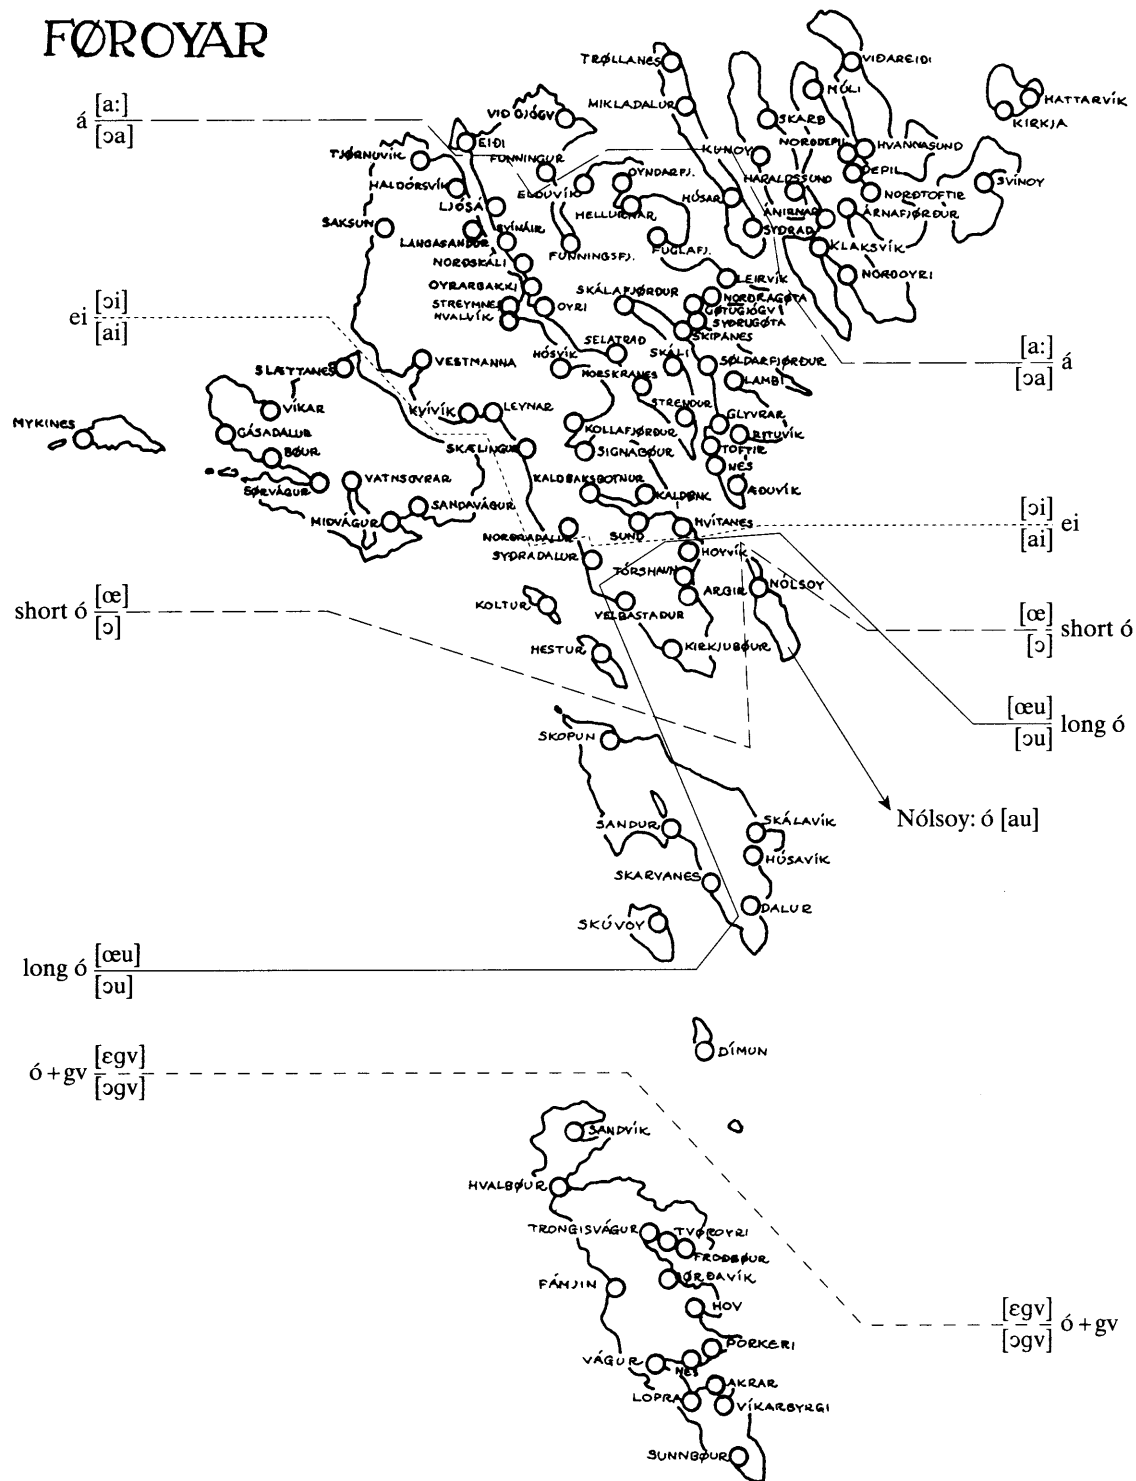 FØROYAR
TRØLLANES
VIÐAREIÐI
MÚLI
HATTARVÍK
KIRKJA
MIKLADALUR
VIÐ GJÓGV
SKARÐ
á [a:]
[ɔa]
EIÐI
NORÐDEPIL
HVANNASUND
KUNOY
TJØRNUVÍK
FUNNINGUR
OYNDARFJ.
DEPIL
HARALDSSUND
SVÍNOY
HALDÓRSVÍK
ELDUVÍK
NORÐTOFTIR
HÚSAR
LJÓSÁ
HELLURNAR
ÁNIRNAR
ÁRNAFJØRÐUR
SAKSUN
SVÍNÁIR
SYÐRAD
LANGASANDUR
FUNNINGSFJ.
FUGLAFJ.
KLAKSVÍK
NORÐSKÁLI
LEIRVÍK
NORÐOYRI
OYRARBAKKI
SKÁLAFJØRÐUR
NORÐRAGØTA
STREYMNES
OYRI
GØTUGJÓGV
HVALVÍK
SYÐRUGØTA
ei [ɔi]
[ai]
SKIPANES
SELATRAÐ
[a:]
[ɔa] á
VESTMANNA
HÓSVÍK
SKÁLI
SØLDARFJØRÐUR
SLÆTTANES
MORSKRANES
LAMBI
VÍKAR
KVÍVÍK
LEYNAR
STRENDUR
GLYVRAR
MYKINES
KOLLAFJØRÐUR
RITUVÍK
GÁSADALUR
SKÆLINGUR
SIGNABØUR
TOFTIR
BØUR
NES
SØRVÁGUR
VATNSOYRAR
KALDBAKSBOTNUR
KALDBAK
ÆÐUVÍK
SANDAVÁGUR
MIÐVÁGUR
HVÍTANES
[ɔi]
[ai] ei
NORÐRADALUR
SUND
SYÐRADALUR
HOYVÍK
TÓRSHAVN
NÓLSOY
short ó [œ]
[ɔ]
KOLTUR
VELBASTAÐUR
ARGIR
[œ]
[ɔ] short ó
HESTUR
KIRKJUBØUR
[œu]
[ɔu] long ó
SKOPUN
Nólsoy: ó [au]
SANDUR
SKÁLAVÍK
HÚSAVÍK
SKARVANES
DALUR
SKÚVOY
long ó [œu]
[ɔu]
DÍMUN
ó+gv [ɛgv]
[ɔgv]
SANDVÍK
HVALBØUR
TRONGISVÁGUR
TVØROYRI
FRODBØUR
ØRÐAVÍK
FÁMJIN
HOV
[ɛgv]
[ɔgv] ó+gv
PORKERI
VÁGUR
NES
AKRAR
LOPRA
VÍKARBYRGI
SUNNBØUR